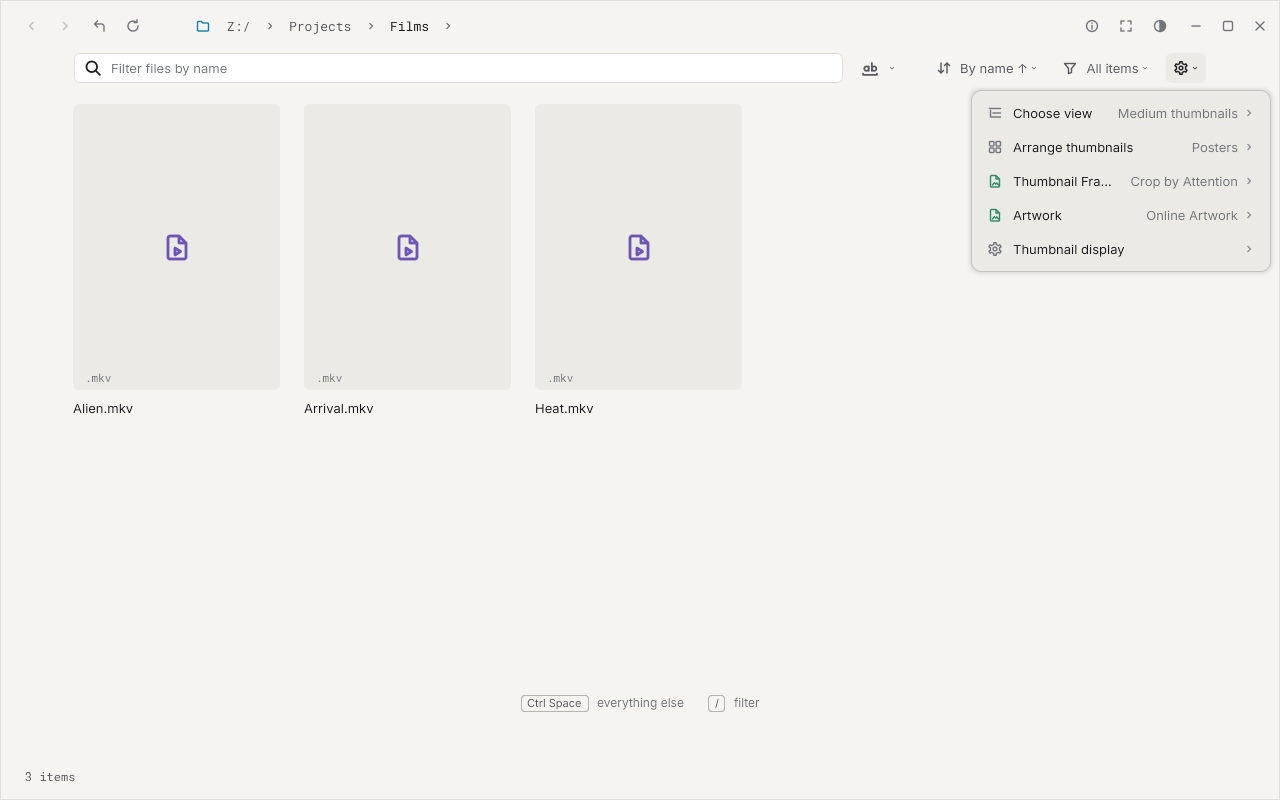 Z:/ Projects Films
Filter files by name
ab
By name ↑
All items
Choose view Medium thumbnails
Arrange thumbnails Posters
Thumbnail Fra... Crop by Attention
Artwork Online Artwork
Thumbnail display
.mkv .mkv .mkv
Alien.mkv Arrival.mkv Heat.mkv
Ctrl Space everything else / filter
3 items